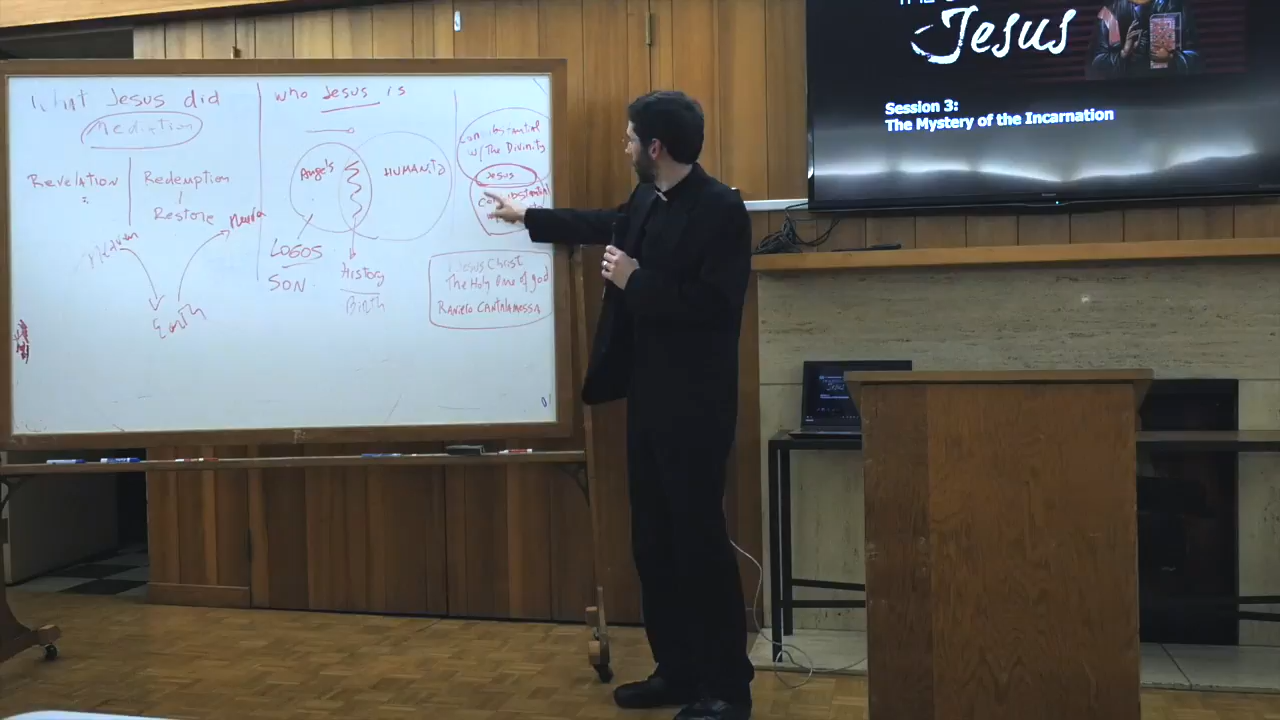 What Jesus did
Mediation
Revelation
Redemption
Restore
Earth
who Jesus is
Angels
HUMANITY
LOGOS
SON
History
Birth
Consubstantial
w/ The Divinity
Jesus
Consubstantial
Jesus Christ
The Holy One of god
RANIERO CANTALAMESSA
Jesus
Session 3:
The Mystery of the Incarnation